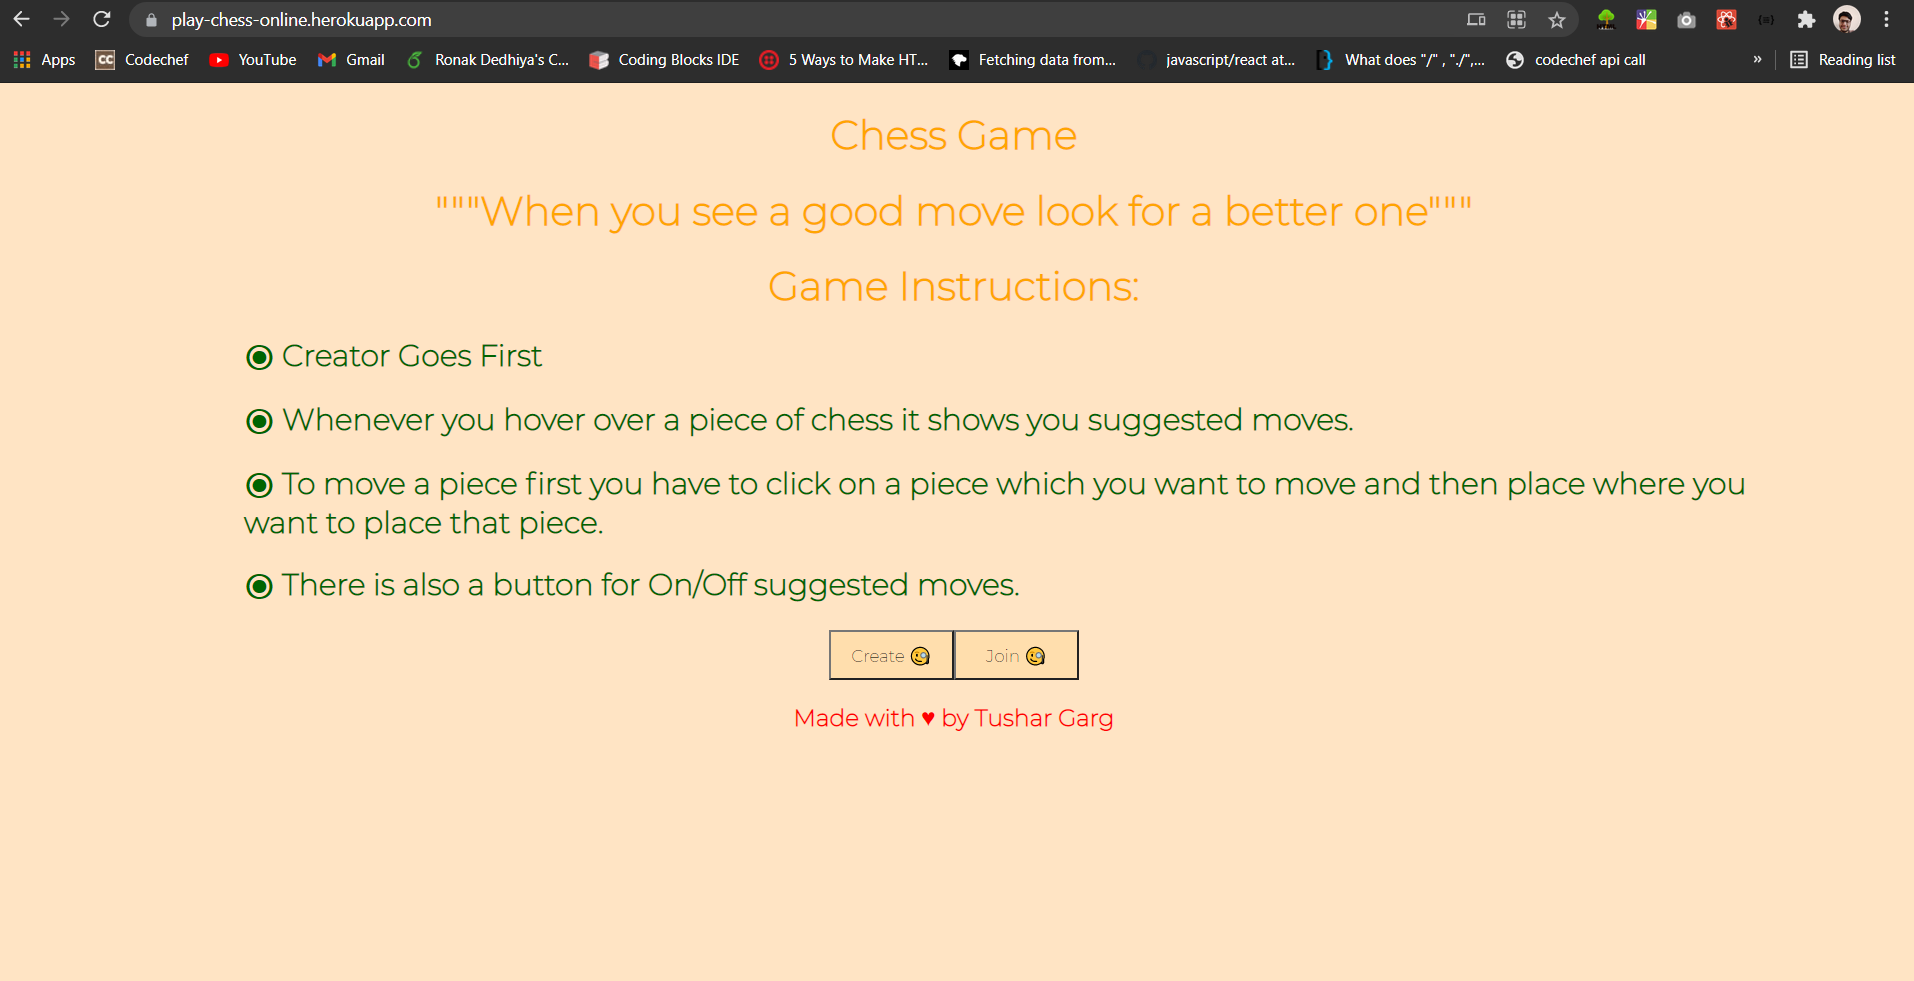 play-chess-online.herokuapp.com
Apps Codechef YouTube Gmail Ronak Dedhiya's C... Coding Blocks IDE 5 Ways to Make HT... Fetching data from... javascript/react at... What does "/" , "./",... codechef api call » Reading list
Chess Game
"""When you see a good move look for a better one"""
Game Instructions:
◉ Creator Goes First
◉ Whenever you hover over a piece of chess it shows you suggested moves.
◉ To move a piece first you have to click on a piece which you want to move and then place where you
want to place that piece.
◉ There is also a button for On/Off suggested moves.
Create 🧐 Join 🧐
Made with ♥ by Tushar Garg